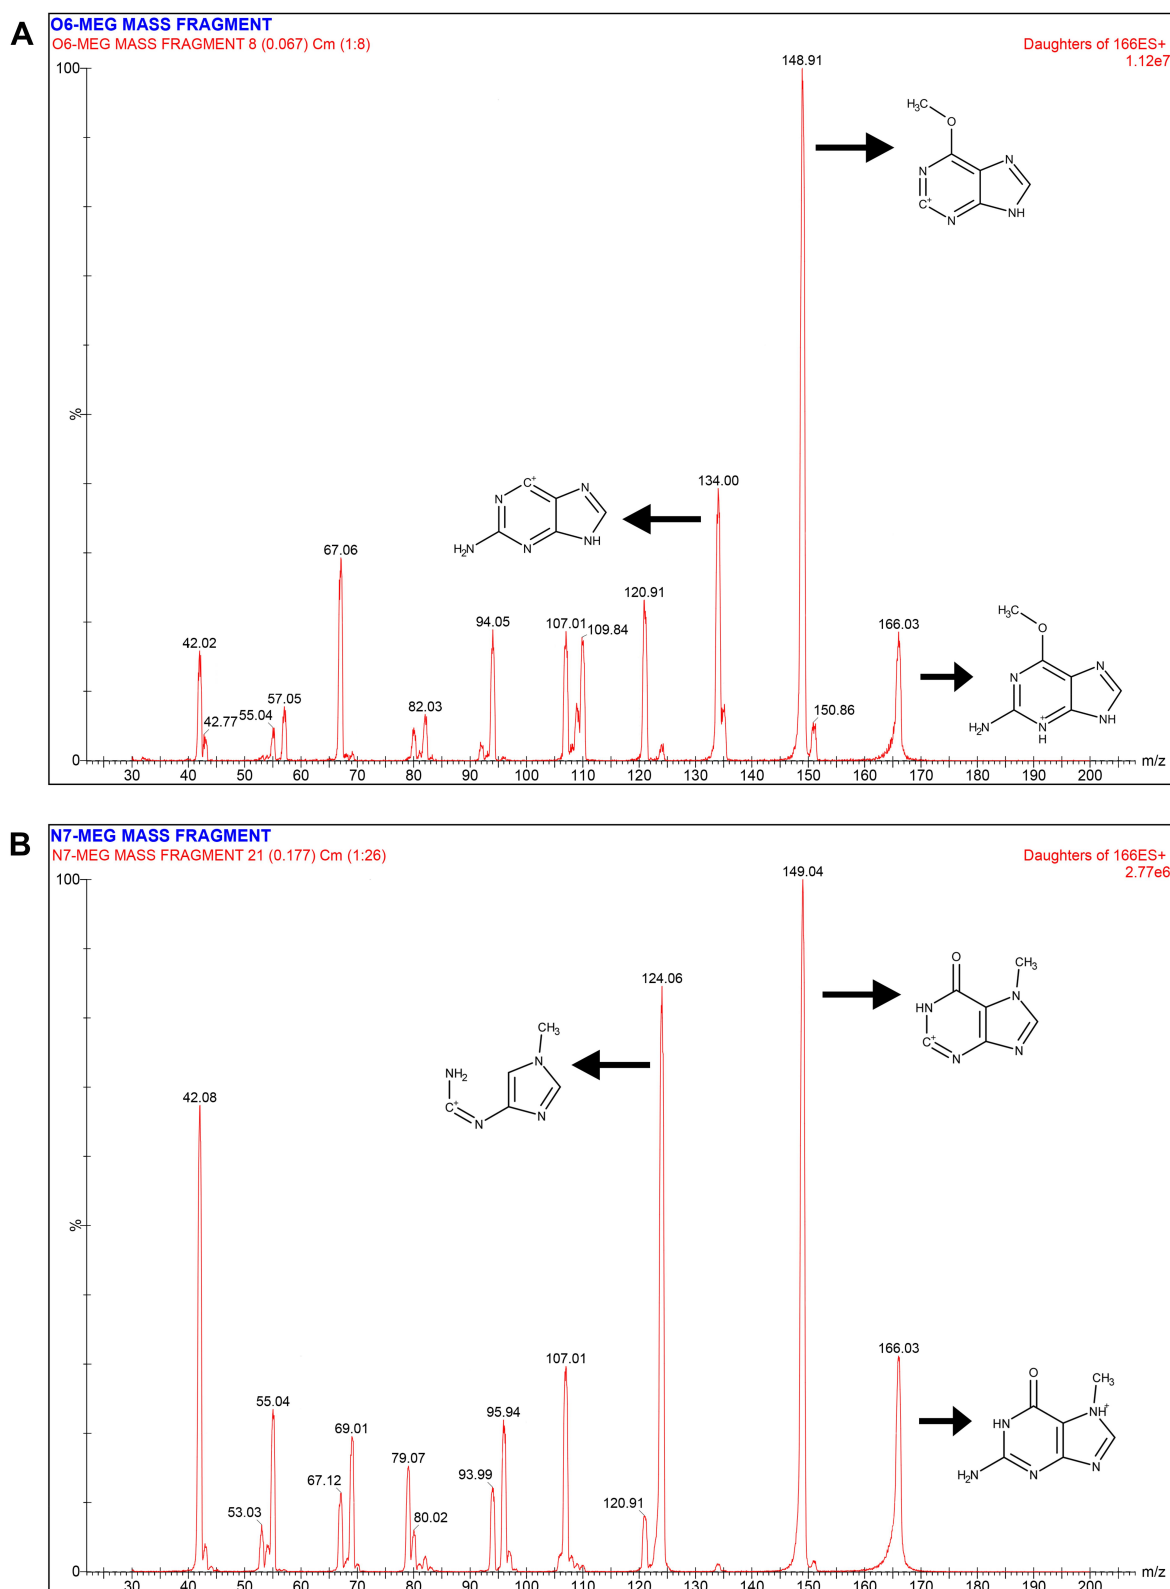 A
O6-MEG MASS FRAGMENT
O6-MEG MASS FRAGMENT 8 (0.067) Cm (1:8)
Daughters of 166ES+
1.12e7
100
%
0
148.91
134.00
67.06
120.91
94.05
107.01
109.84
166.03
42.02
42.77
55.04
57.05
82.03
150.86
H3C
O
N
N
C+
N
NH
C+
N
N
H2N
N
NH
H3C
O
N
N
H2N
N+
H
NH
30 40 50 60 70 80 90 100 110 120 130 140 150 160 170 180 190 200
m/z
B
N7-MEG MASS FRAGMENT
N7-MEG MASS FRAGMENT 21 (0.177) Cm (1:26)
Daughters of 166ES+
2.77e6
100
%
0
149.04
124.06
42.08
107.01
166.03
55.04
95.94
69.01
79.07
67.12
93.99
53.03
80.02
120.91
O
CH3
HN
N
C+
N
N
CH3
NH2
N
C+
N
N
O
CH3
HN
NH+
H2N
N
N
30 40 50 60 70 80 90 100 110 120 130 140 150 160 170 180 190 200
m/z